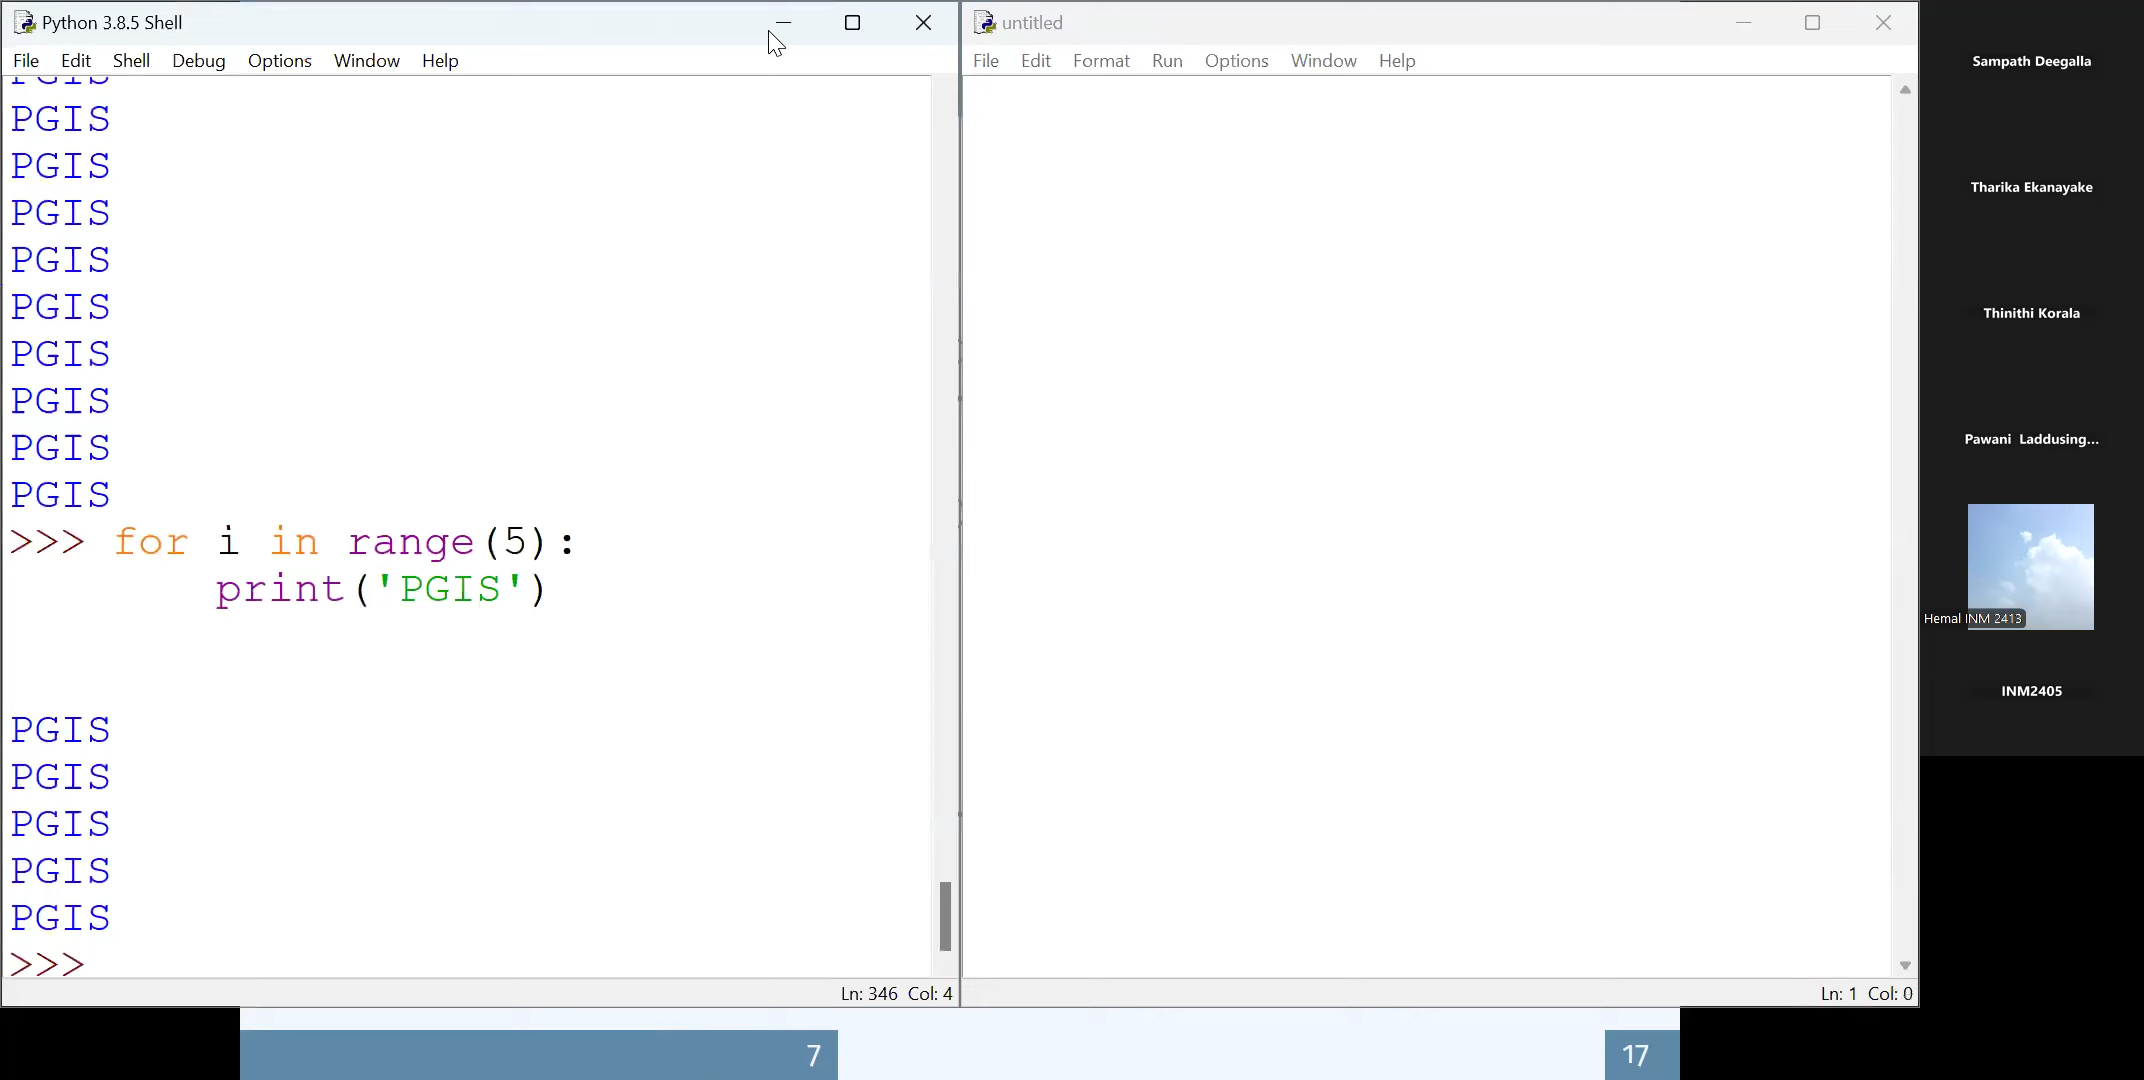 Python 3.8.5 Shell
File Edit Shell Debug Options Window Help
PGIS
PGIS
PGIS
PGIS
PGIS
PGIS
PGIS
PGIS
PGIS
PGIS
>>> for i in range(5):
print('PGIS')
PGIS
PGIS
PGIS
PGIS
PGIS
>>>
Ln: 346 Col: 4
untitled
File Edit Format Run Options Window Help
Ln: 1 Col: 0
Sampath Deegalla
Tharika Ekanayake
Thinithi Korala
Pawani Laddusing...
Hemal INM 2413
INM2405
7
17